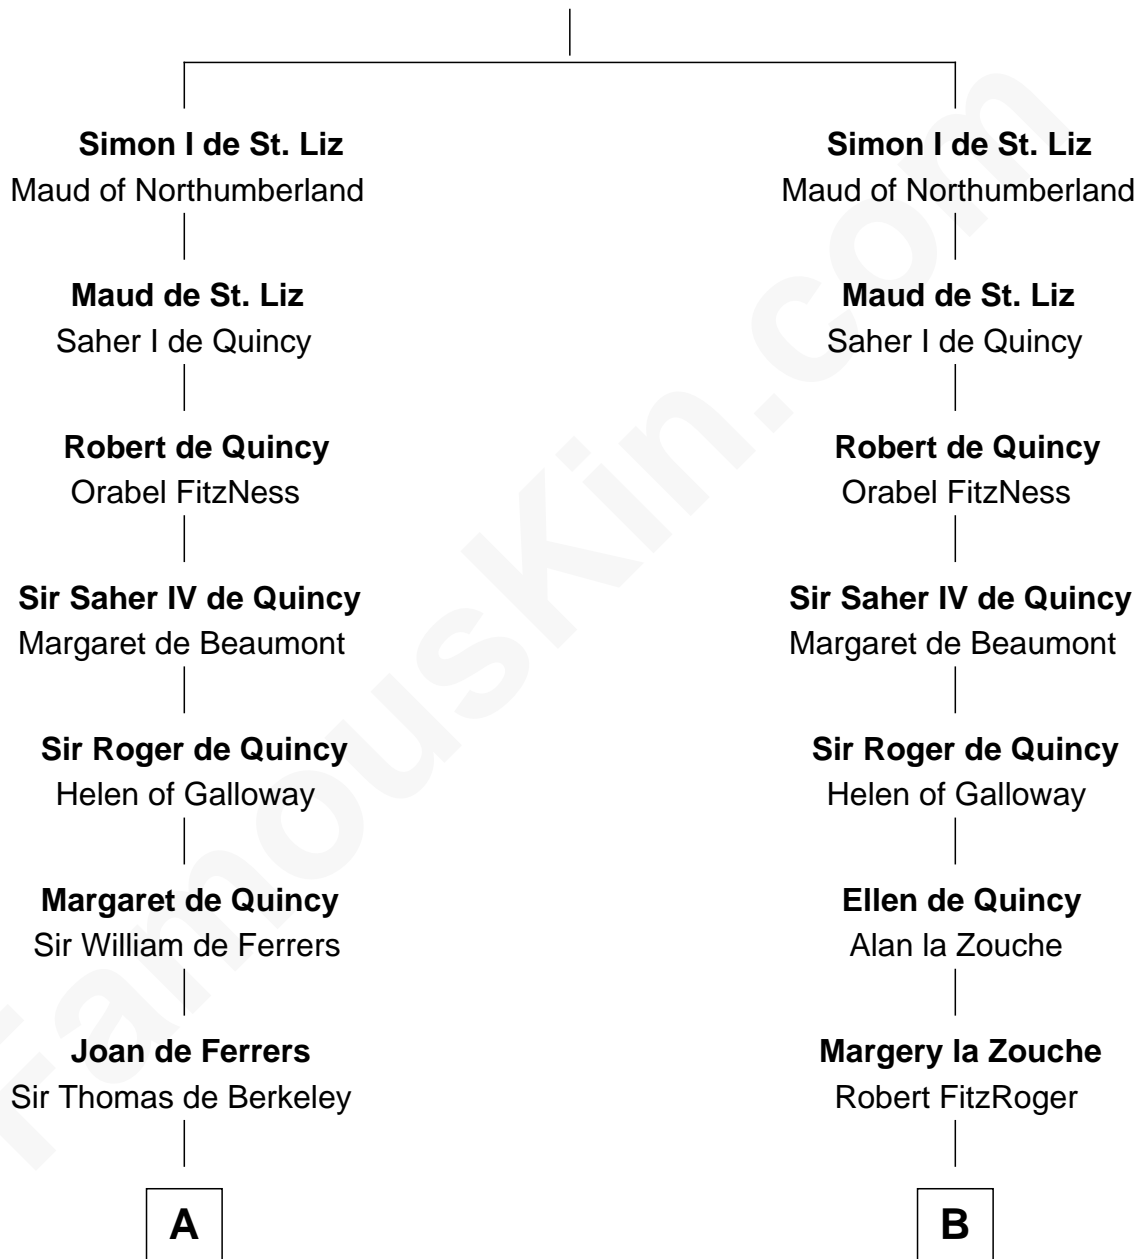 Simon I de St. Liz
Maud of Northumberland
Maud de St. Liz
Saher I de Quincy
Robert de Quincy
Orabel FitzNess
Sir Saher IV de Quincy
Margaret de Beaumont
Sir Roger de Quincy
Helen of Galloway
Margaret de Quincy
Sir William de Ferrers
Joan de Ferrers
Sir Thomas de Berkeley
A
Simon I de St. Liz
Maud of Northumberland
Maud de St. Liz
Saher I de Quincy
Robert de Quincy
Orabel FitzNess
Sir Saher IV de Quincy
Margaret de Beaumont
Sir Roger de Quincy
Helen of Galloway
Ellen de Quincy
Alan la Zouche
Margery la Zouche
Robert FitzRoger
B
FamousKin.com